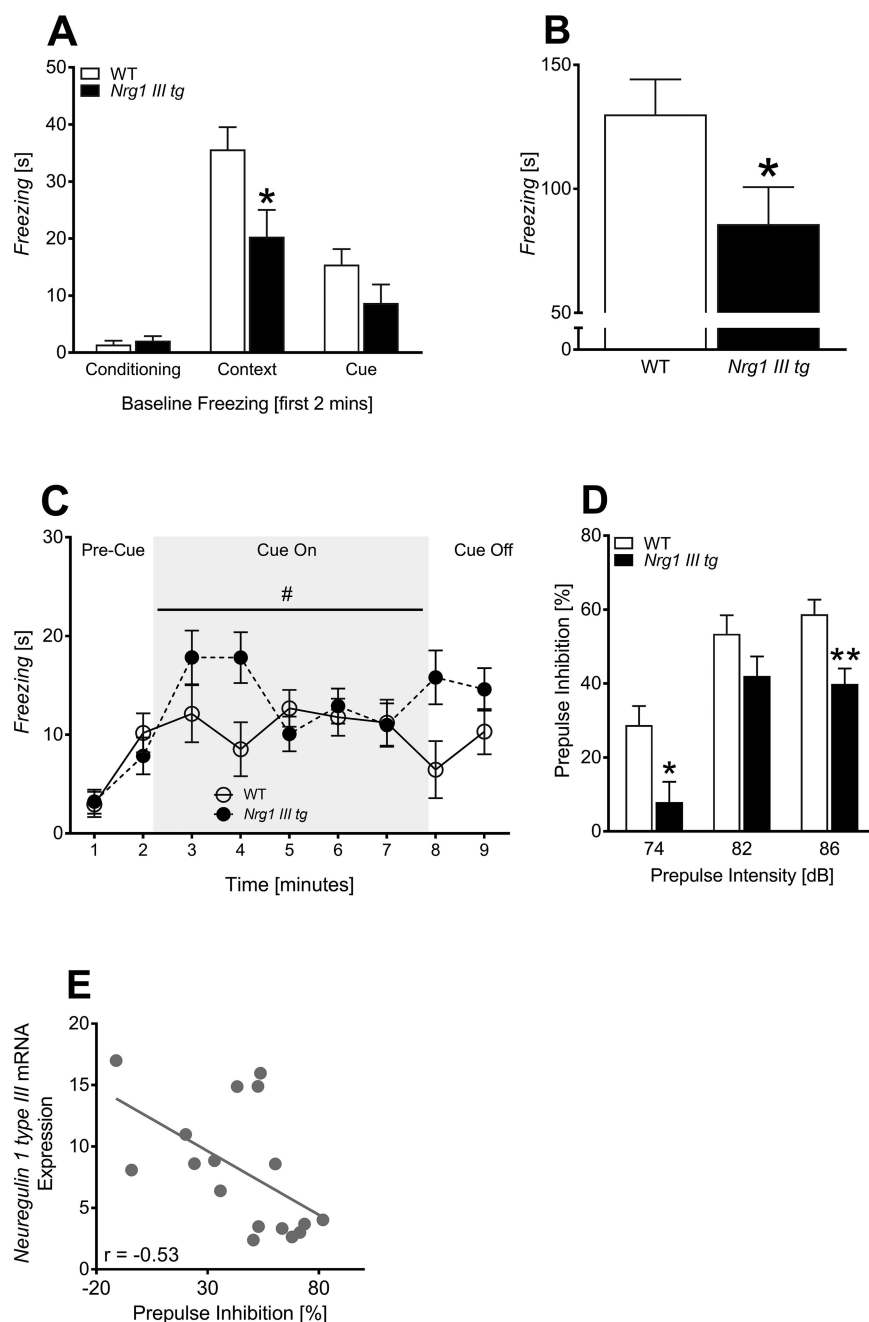 A
50
40
30
20
10
0
Freezing [s]
WT
Nrg1 III tg
*
Conditioning Context Cue
Baseline Freezing [first 2 mins]
B
150
100
50
0
Freezing [s]
*
WT Nrg1 III tg
C
30
20
10
0
Freezing [s]
Pre-Cue Cue On Cue Off
#
WT
Nrg1 III tg
1 2 3 4 5 6 7 8 9
Time [minutes]
D
80
60
40
20
0
Prepulse Inhibition [%]
WT
Nrg1 III tg
* **
74 82 86
Prepulse Intensity [dB]
E
20
15
10
5
0
Neuregulin 1 type III mRNA
Expression
r = -0.53
-20 30 80
Prepulse Inhibition [%]